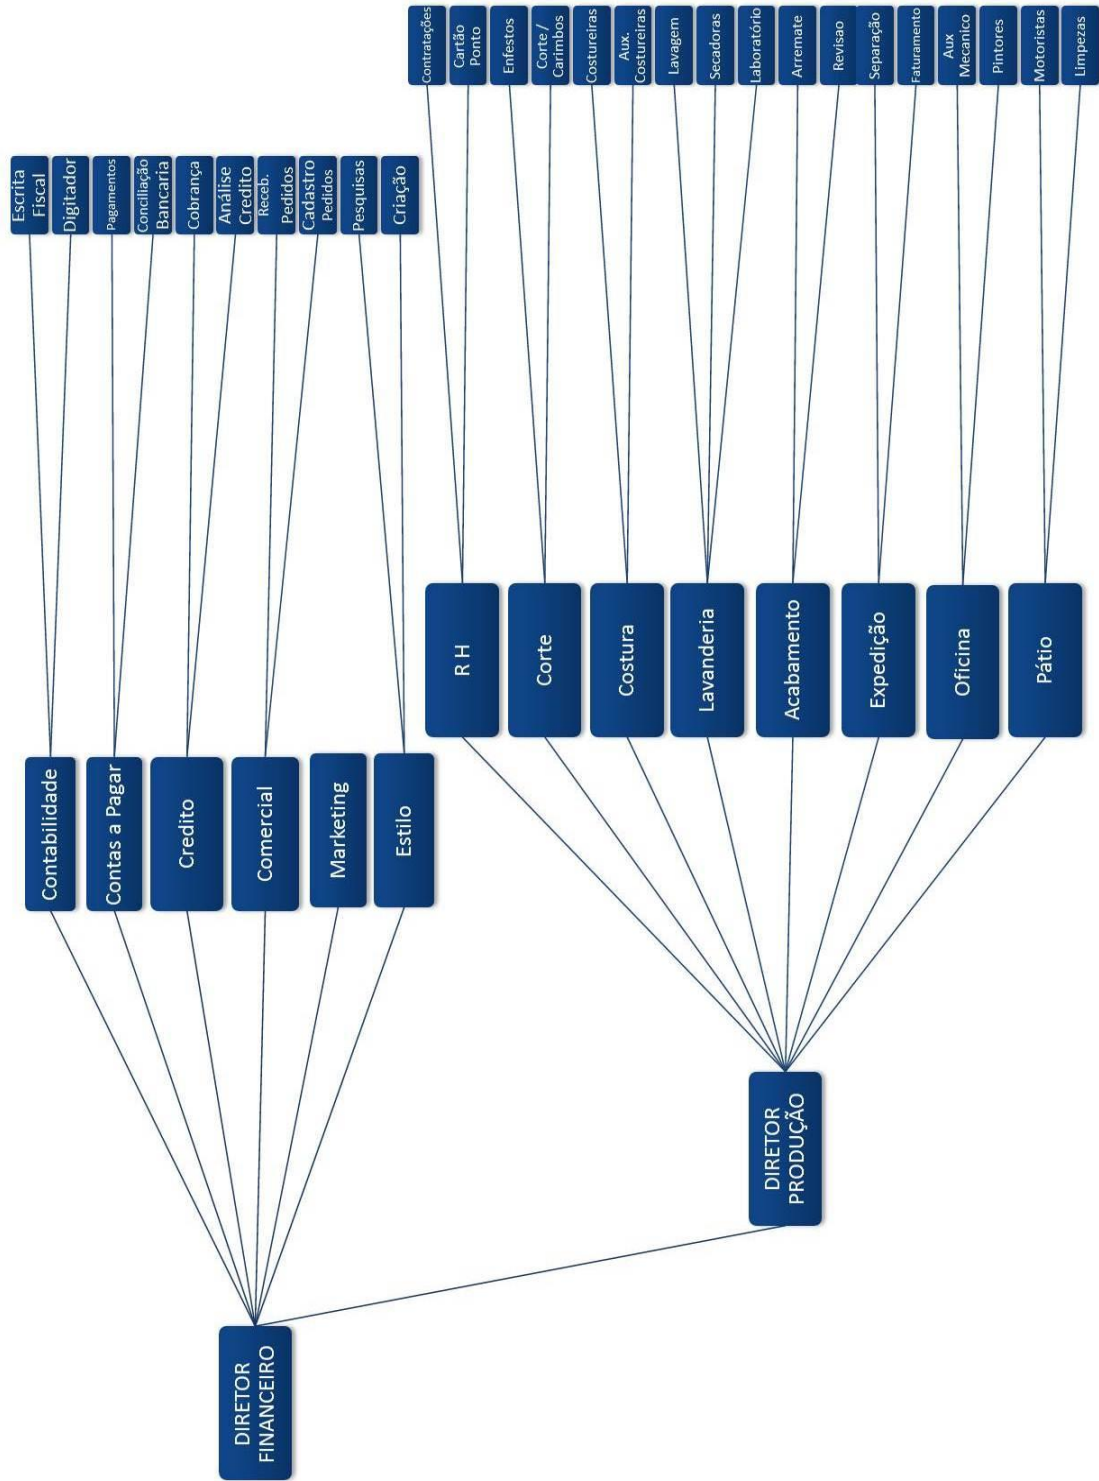 DIRETOR
FINANCEIRO
DIRETOR
PRODUÇÃO
Contabilidade
Contas a Pagar
Credito
Comercial
Marketing
Estilo
R H
Corte
Costura
Lavanderia
Acabamento
Expedição
Oficina
Pátio
Escrita
Fiscal
Digitador
Pagamentos
Conciliação
Bancaria
Cobrança
Análise
Credito
Receb.
Pedidos
Cadastro
Pedidos
Pesquisas
Criação
Contratações
Cartão
Ponto
Enfestos
Corte /
Carimbos
Costureiras
Aux.
Costureiras
Lavagem
Secadoras
Laboratório
Arremate
Revisao
Separação
Faturamento
Aux
Mecanico
Pintores
Motoristas
Limpezas